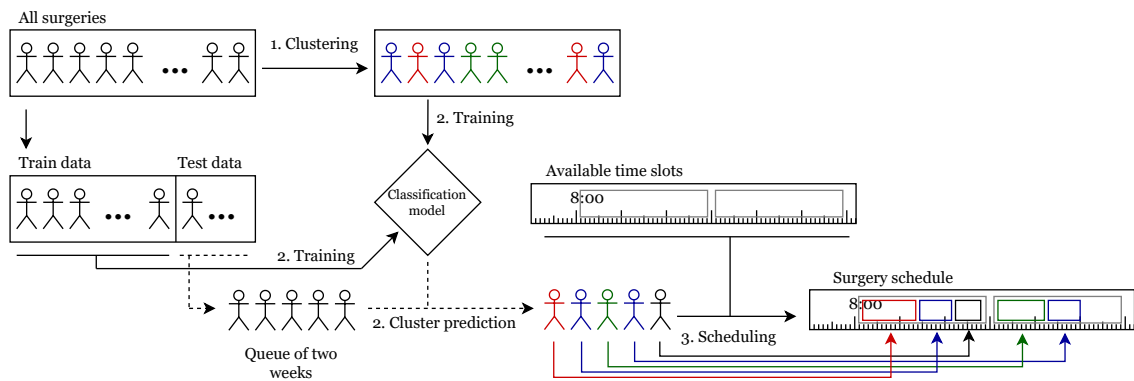 All surgeries
1. Clustering
2. Training
Train data
Test data
Classification
model
Available time slots
8:00
2. Training
Surgery schedule
8:00
2. Cluster prediction
3. Scheduling
Queue of two
weeks